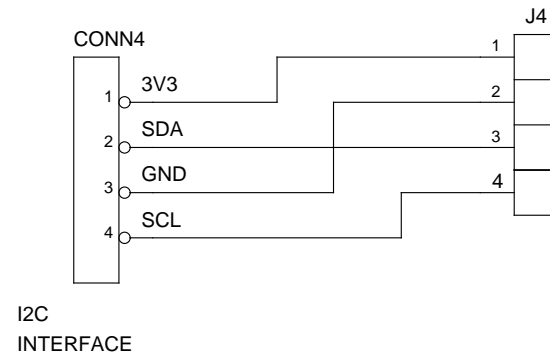 J4
CONN4
1
1 3V3
2
2 SDA
3
3 GND
4
4 SCL
I2C
INTERFACE